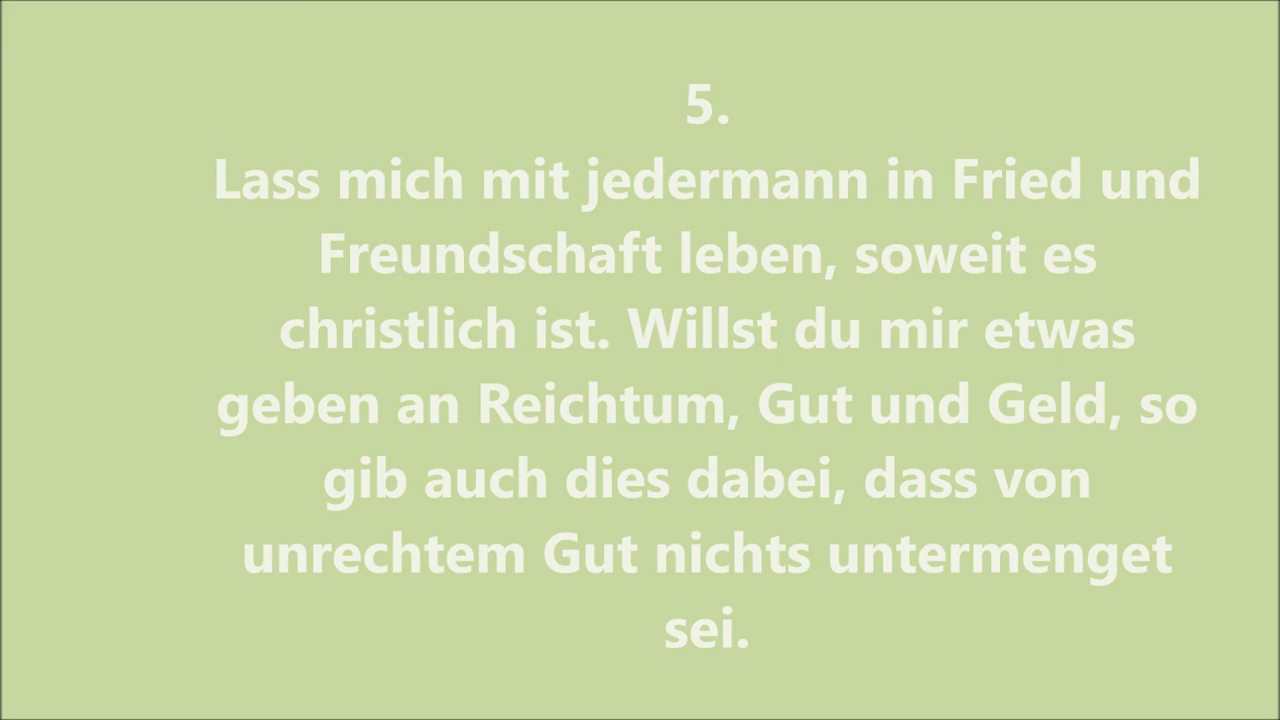 5.
Lass mich mit jedermann in Fried und
Freundschaft leben, soweit es
christlich ist. Willst du mir etwas
geben an Reichtum, Gut und Geld, so
gib auch dies dabei, dass von
unrechtem Gut nichts untermenget
sei.